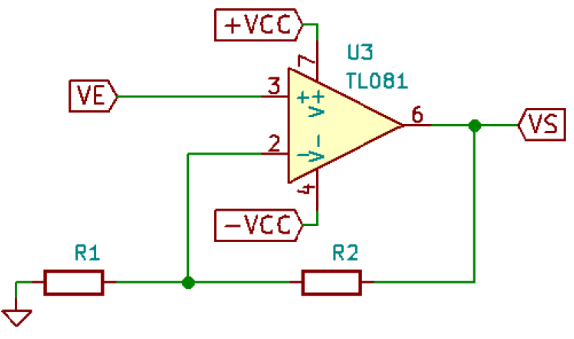 +VCC
U3
7
TL081
VE
3
+
V+
6
VS
2
-
V-
4
-VCC
R1
R2